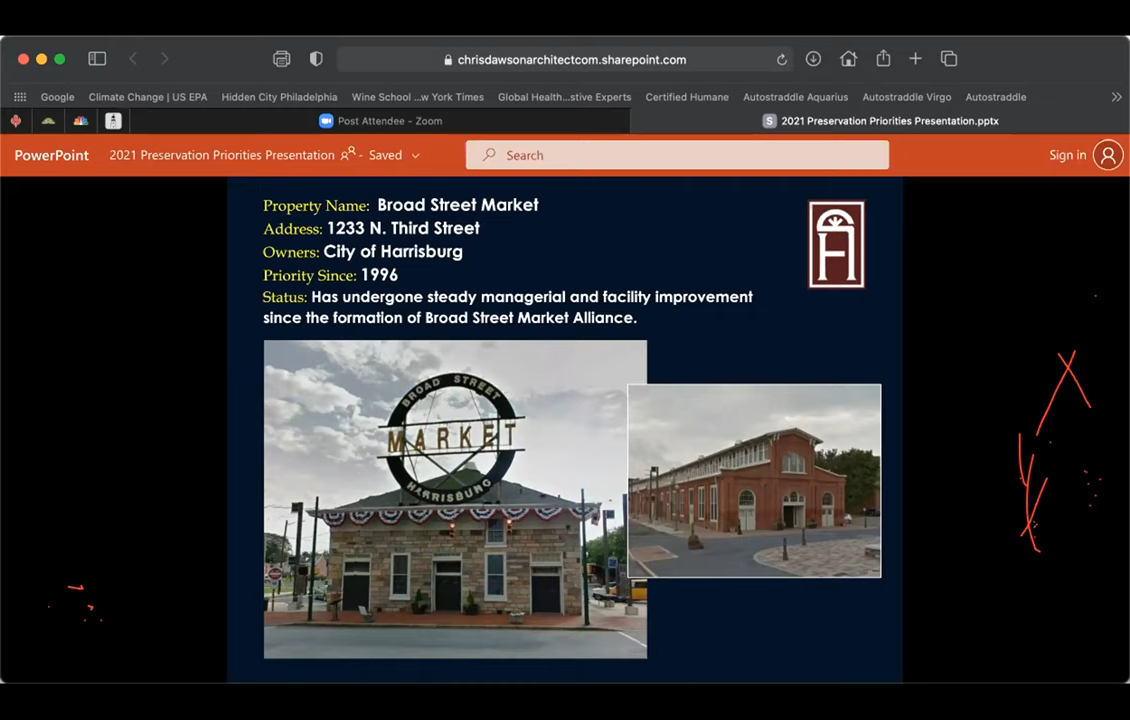 chrisdawsonarchitectcom.sharepoint.com
Google Climate Change | US EPA Hidden City Philadelphia Wine School ...w York Times Global Health...stive Experts Certified Humane Autostraddle Aquarius Autostraddle Virgo Autostraddle
Post Attendee - Zoom S 2021 Preservation Priorities Presentation.pptx
PowerPoint 2021 Preservation Priorities Presentation - Saved Search Sign in
Property Name: Broad Street Market
Address: 1233 N. Third Street
Owners: City of Harrisburg
Priority Since: 1996
Status: Has undergone steady managerial and facility improvement
since the formation of Broad Street Market Alliance.
H
BROAD STREET
MARKET
HARRISBURG